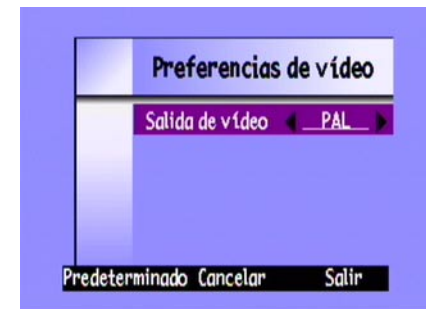 Preferencias de vídeo
Salida de vídeo PAL
Predeterminado Cancelar Salir